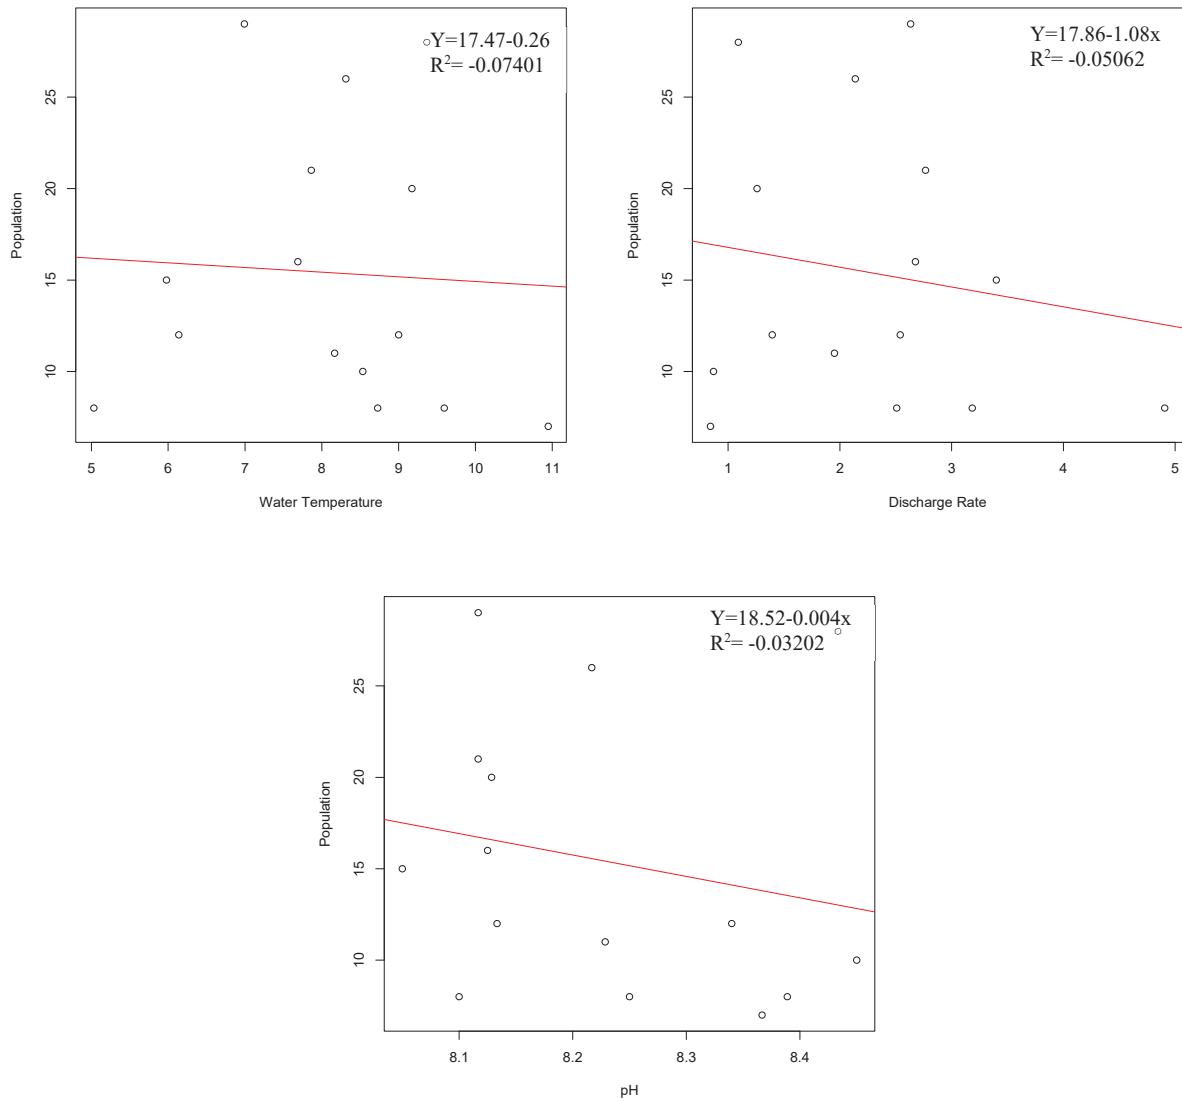 Y=17.47-0.26
R²= -0.07401
25
20
15
10
Population
5 6 7 8 9 10 11
Water Temperature
Y=17.86-1.08x
R²= -0.05062
25
20
15
10
Population
1 2 3 4 5
Discharge Rate
Y=18.52-0.004x
R²= -0.03202
25
20
15
10
Population
8.1 8.2 8.3 8.4
pH